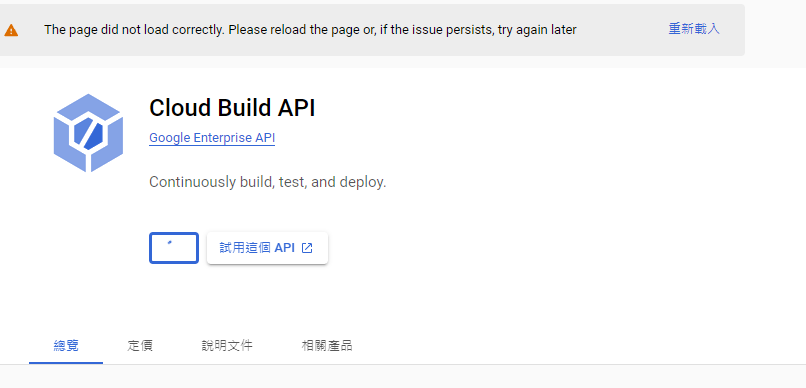 The page did not load correctly. Please reload the page or, if the issue persists, try again later 重新載入
Cloud Build API
Google Enterprise API
Continuously build, test, and deploy.
試用這個 API
總覽 定價 說明文件 相關產品